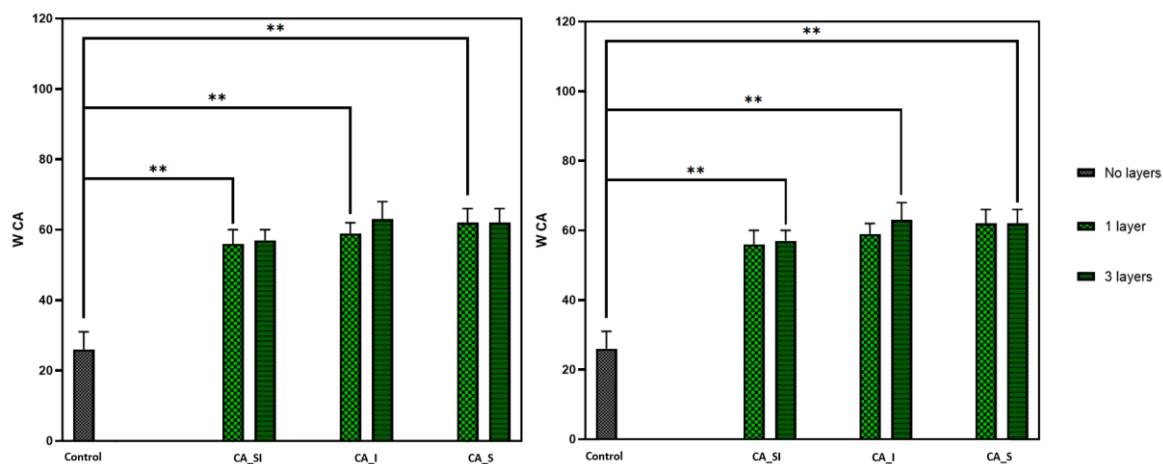 120
100
80
60
40
20
0
W CA
**
**
**
Control
CA_SI
CA_I
CA_S
120
100
80
60
40
20
0
W CA
**
**
**
Control
CA_SI
CA_I
CA_S
No layers
1 layer
3 layers